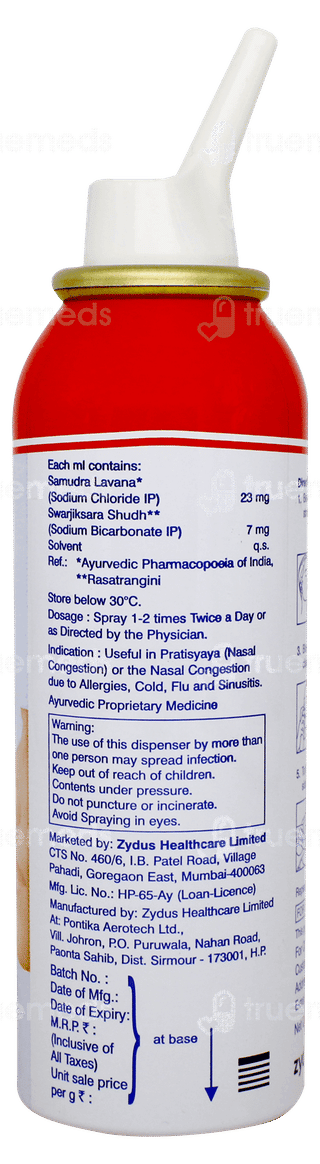 Each ml contains:
Samudra Lavana*
(Sodium Chloride IP) 23 mg
Swarjiksara Shudh**
(Sodium Bicarbonate IP) 7 mg
Solvent q.s.
Ref.: *Ayurvedic Pharmacopoeia of India,
**Rasatrangini
Store below 30°C.
Dosage : Spray 1-2 times Twice a Day or
as Directed by the Physician.
Indication : Useful in Pratisyaya (Nasal
Congestion) or the Nasal Congestion
due to Allergies, Cold, Flu and Sinusitis.
Ayurvedic Proprietary Medicine
Warning:
The use of this dispenser by more than
one person may spread infection.
Keep out of reach of children.
Contents under pressure.
Do not puncture or incinerate.
Avoid Spraying in eyes.
Marketed by: Zydus Healthcare Limited
CTS No. 460/6, I.B. Patel Road, Village
Pahadi, Goregaon East, Mumbai-400063
Mfg. Lic. No.: HP-65-Ay (Loan-Licence)
Manufactured by: Zydus Healthcare Limited
At: Pontika Aerotech Ltd.,
Vill. Johron, P.O. Puruwala, Nahan Road,
Paonta Sahib, Dist. Sirmour - 173001, H.P.
Batch No. :
Date of Mfg.:
Date of Expiry:
M.R.P. ₹ :
(Inclusive of
All Taxes)
Unit sale price
per g ₹ :
at base
truemeds